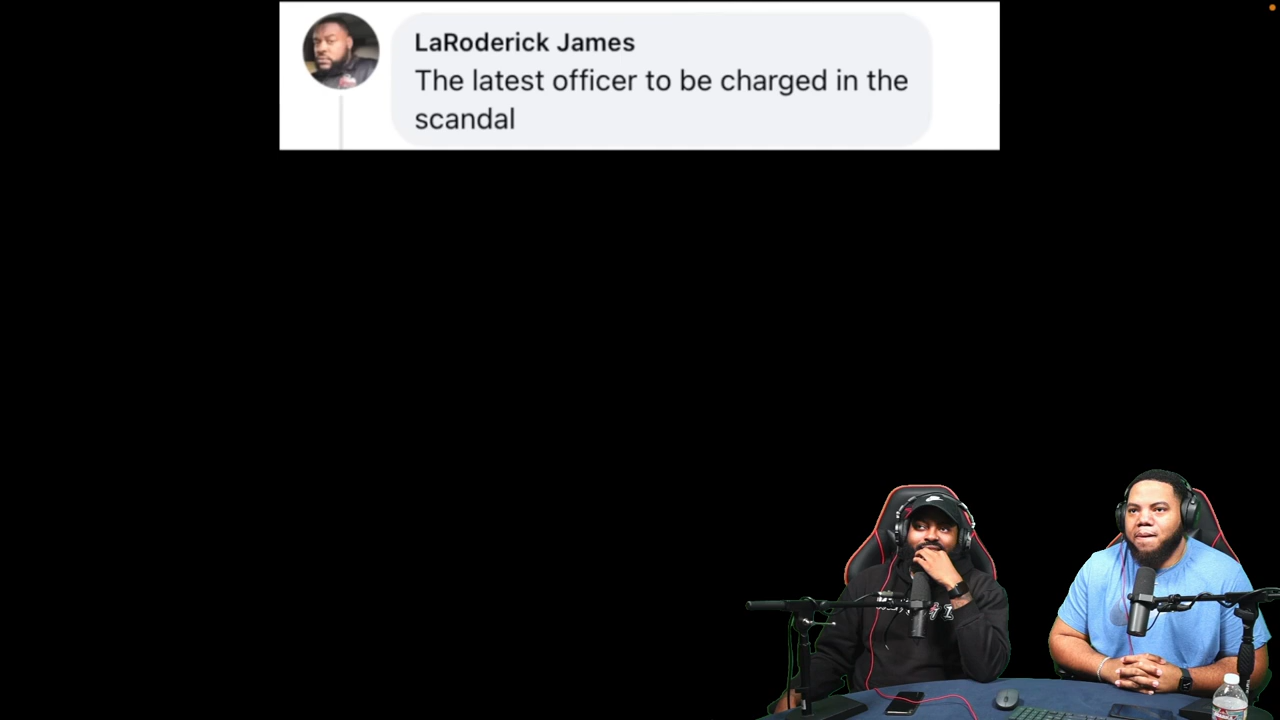 LaRoderick James
The latest officer to be charged in the
scandal